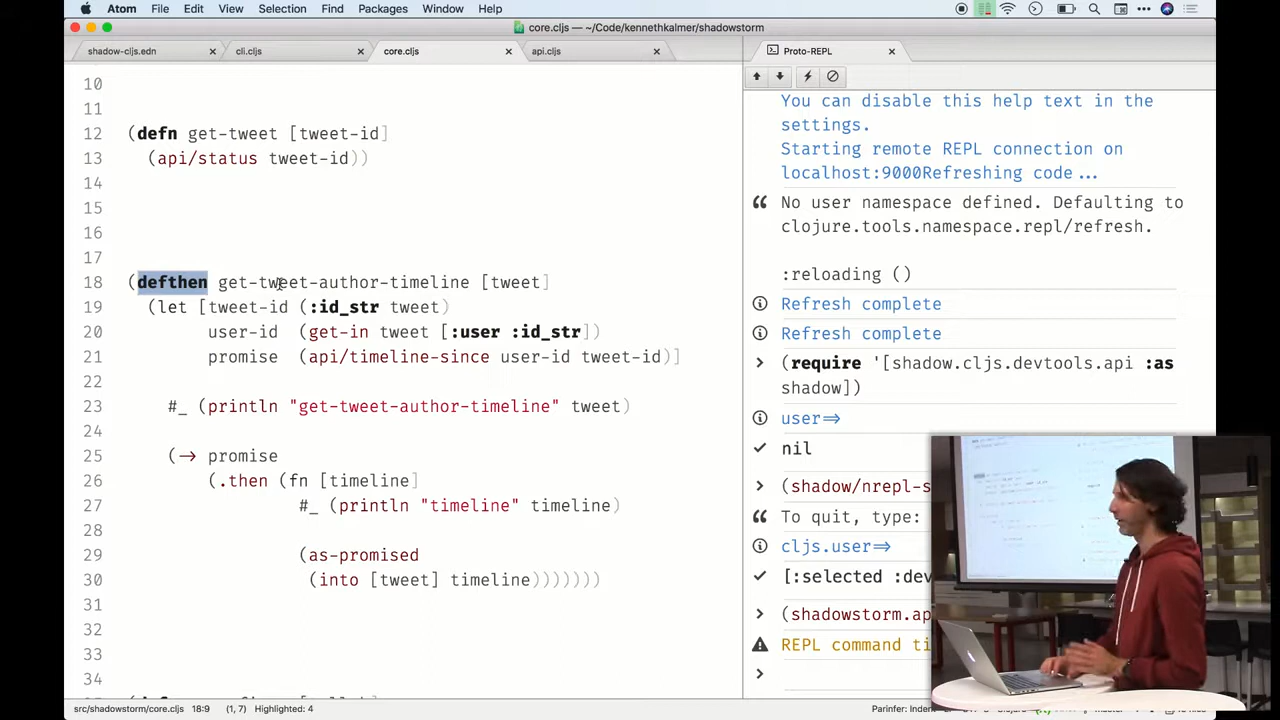 Atom File Edit View Selection Find Packages Window Help
core.cljs — ~/Code/kennethkalmer/shadowstorm
shadow-cljs.edn cli.cljs core.cljs api.cljs
10
11
12 (defn get-tweet [tweet-id]
13 (api/status tweet-id))
14
15
16
17
18 (defthen get-tweet-author-timeline [tweet]
19 (let [tweet-id (:id_str tweet)
20 user-id (get-in tweet [:user :id_str])
21 promise (api/timeline-since user-id tweet-id)]
22
23 #_ (println "get-tweet-author-timeline" tweet)
24
25 (-> promise
26 (.then (fn [timeline]
27 #_ (println "timeline" timeline)
28
29 (as-promised
30 (into [tweet] timeline)))))))
31
32
33
34
src/shadowstorm/core.cljs 18:9 (1, 7) Highlighted: 4
Proto-REPL
You can disable this help text in the
settings.
Starting remote REPL connection on
localhost:9000Refreshing code...
No user namespace defined. Defaulting to
clojure.tools.namespace.repl/refresh.
:reloading ()
Refresh complete
Refresh complete
(require '[shadow.cljs.devtools.api :as
shadow])
user=>
nil
(shadow/nrepl-s
To quit, type:
cljs.user=>
[:selected :dev
(shadowstorm.ap
REPL command ti
Parinfer: Indent